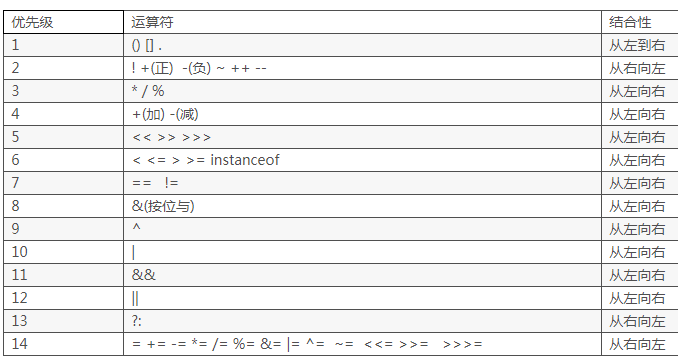 优先级 运算符 结合性
1 () [] . 从左到右
2 ! +(正)  -(负) ~ ++ -- 从右向左
3 * / % 从左向右
4 +(加) -(减) 从左向右
5 << >> >>> 从左向右
6 < <= > >= instanceof 从左向右
7 ==   != 从左向右
8 &(按位与) 从左向右
9 ^ 从左向右
10 | 从左向右
11 && 从左向右
12 || 从左向右
13 ?: 从右向左
14 = += -= *= /= %= &= |= ^=  ~=  <<= >>=   >>>= 从右向左